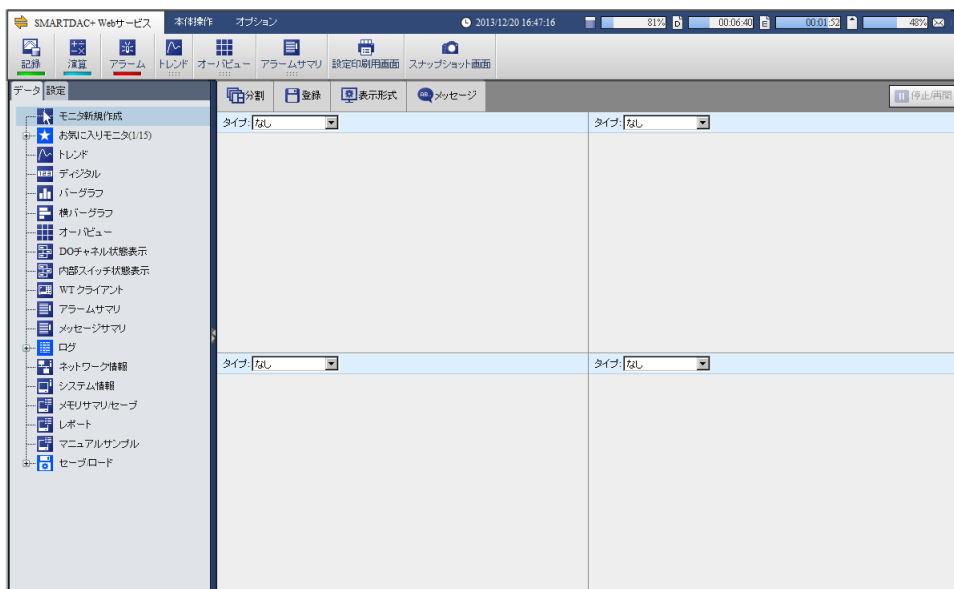 SMARTDAC+ Webサービス 本体操作 オプション 2013/12/20 16:47:16 81% D 00:06:40 E 00:01:52 48%
記録 演算 アラーム トレンド オーバビュー アラームサマリ 設定印刷用画面 スナップショット画面
データ 設定 分割 登録 表示形式 メッセージ 停止/再開
モニタ新規作成
お気に入りモニタ(1/15)
トレンド
ディジタル
バーグラフ
横バーグラフ
オーバビュー
DOチャネル状態表示
内部スイッチ状態表示
WTクライアント
アラームサマリ
メッセージサマリ
ログ
ネットワーク情報
システム情報
メモリサマリ/セーブ
レポート
マニュアルサンプル
セーブ/ロード
タイプ: なし タイプ: なし
タイプ: なし タイプ: なし